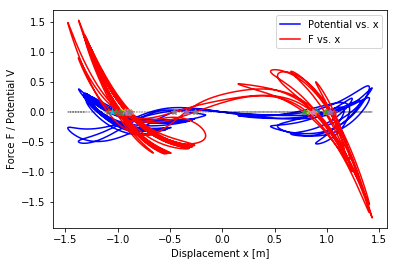 Potential vs. x
F vs. x
Force F / Potential V
1.5
1.0
0.5
0.0
−0.5
−1.0
−1.5
−1.5 −1.0 −0.5 0.0 0.5 1.0 1.5
Displacement x [m]